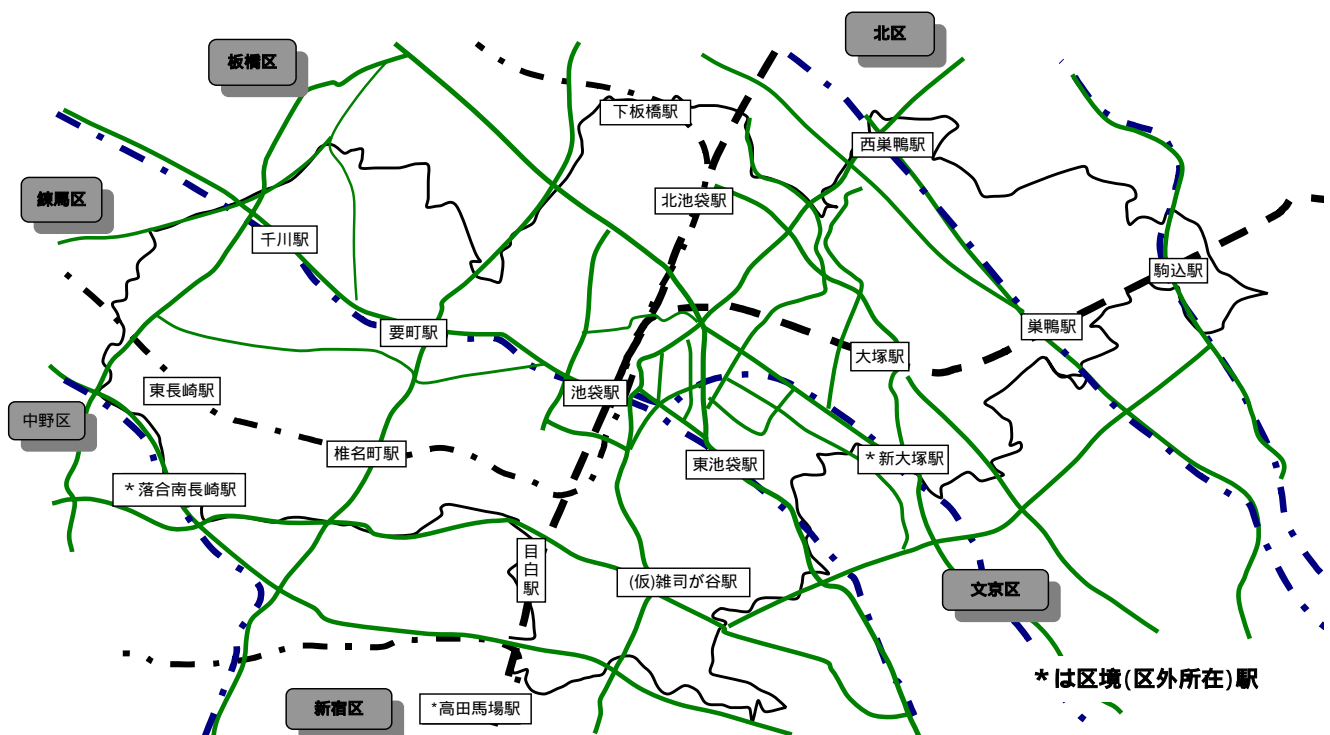 北区
板橋区
下板橋駅
西巣鴨駅
練馬区
北池袋駅
千川駅
駒込駅
巣鴨駅
要町駅
大塚駅
東長崎駅
池袋駅
中野区
椎名町駅
東池袋駅
*新大塚駅
*落合南長崎駅
目白駅
(仮)雑司が谷駅
文京区
*は区境(区外所在)駅
新宿区
*高田馬場駅